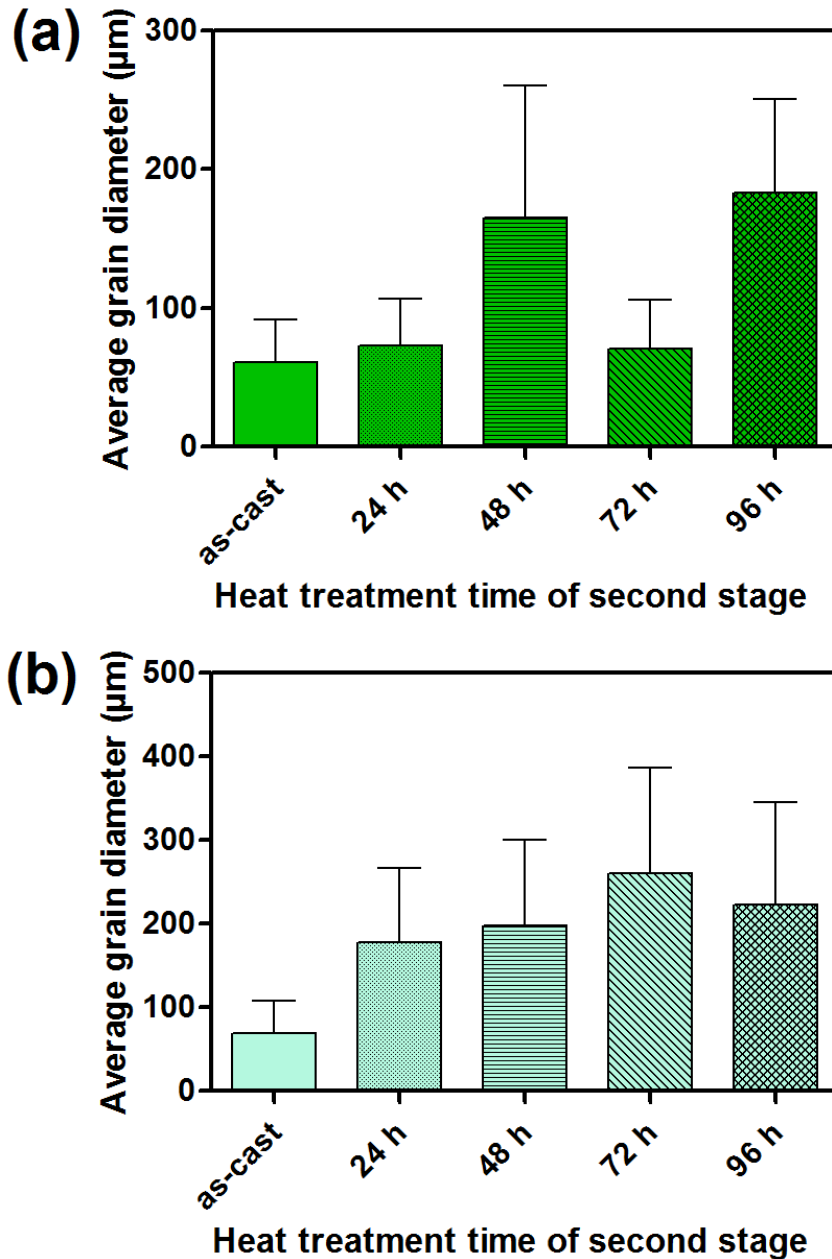 (a)
Average grain diameter (µm)
300
200
100
0
as-cast
24 h
48 h
72 h
96 h
Heat treatment time of second stage
(b)
Average grain diameter (µm)
500
400
300
200
100
0
as-cast
24 h
48 h
72 h
96 h
Heat treatment time of second stage